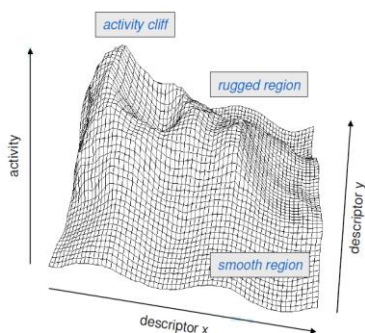 activity cliff
rugged region
activity
descriptor y
smooth region
descriptor x